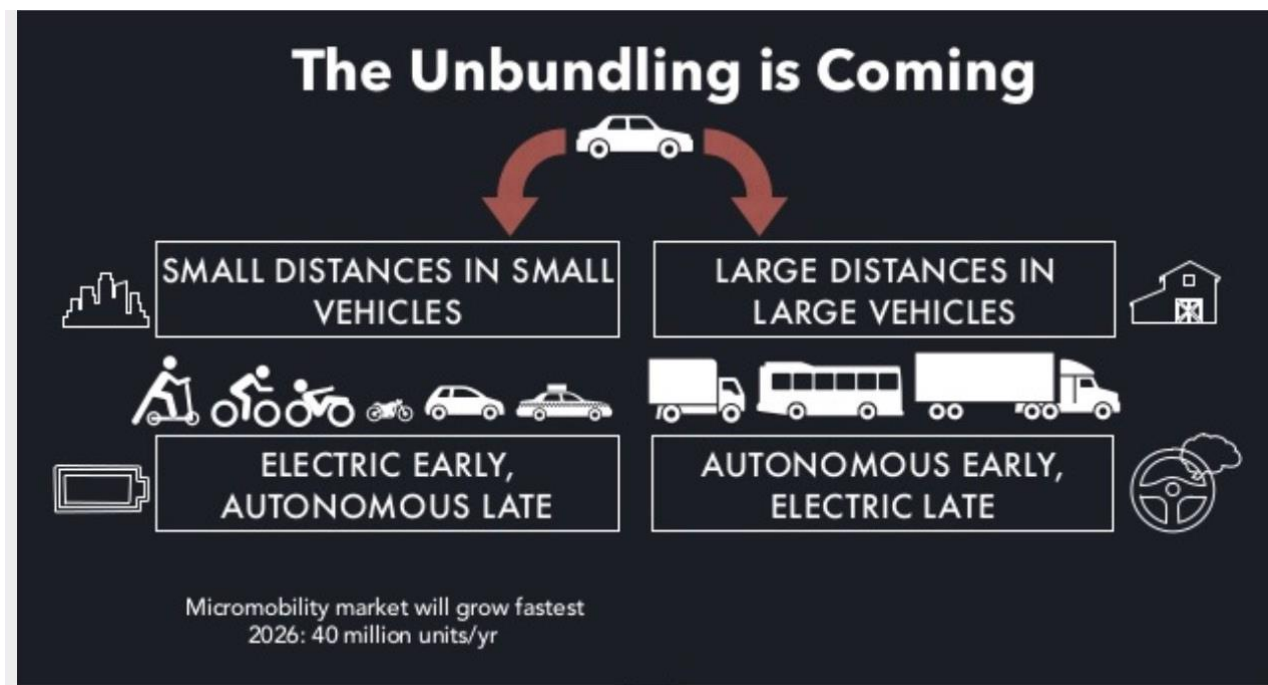 The Unbundling is Coming
SMALL DISTANCES IN SMALL
VEHICLES
LARGE DISTANCES IN
LARGE VEHICLES
ELECTRIC EARLY,
AUTONOMOUS LATE
AUTONOMOUS EARLY,
ELECTRIC LATE
Micromobility market will grow fastest
2026: 40 million units/yr